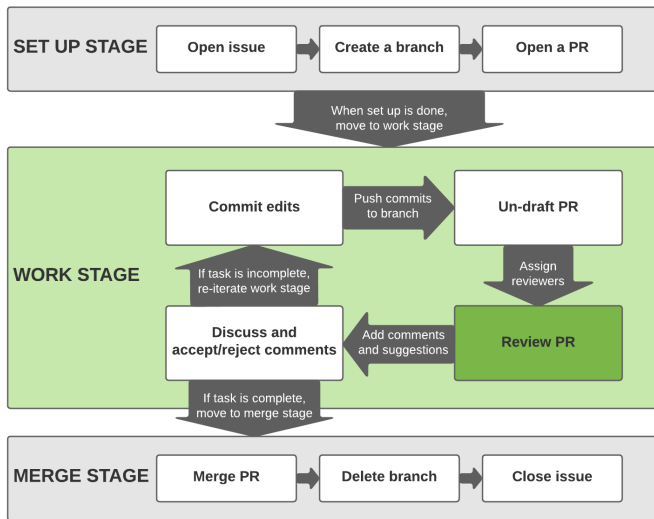 SET UP STAGE
Open issue
Create a branch
Open a PR
When set up is done,
move to work stage
WORK STAGE
Commit edits
Push commits
to branch
Un-draft PR
If task is incomplete,
re-iterate work stage
Assign
reviewers
Discuss and
accept/reject comments
Add comments
and suggestions
Review PR
If task is complete,
move to merge stage
MERGE STAGE
Merge PR
Delete branch
Close issue